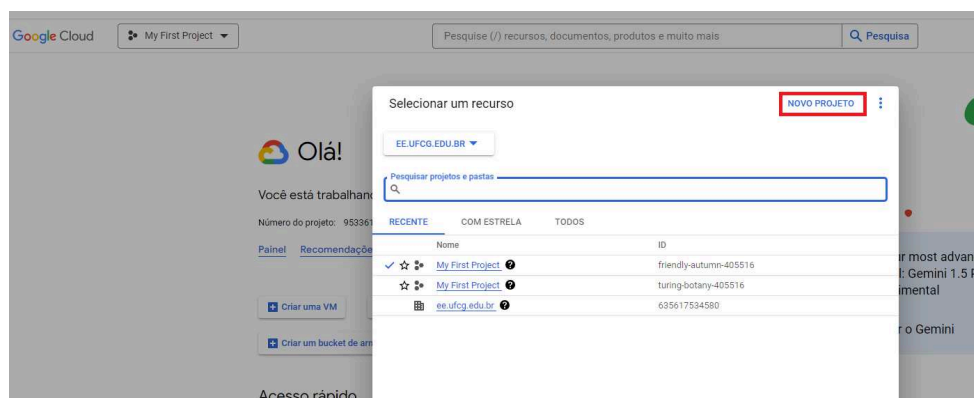 Google Cloud
My First Project
Pesquise (/) recursos, documentos, produtos e muito mais
Pesquisa
Selecionar um recurso
NOVO PROJETO
EE.UFCG.EDU.BR
Pesquisar projetos e pastas
RECENTE COM ESTRELA TODOS
Nome ID
My First Project friendly-autumn-405516
My First Project turing-botany-405516
ee.ufcg.edu.br 635617534580
Olá!
Você está trabalhand
Número do projeto: 95336
Painel Recomendaçõe
Criar uma VM
Criar um bucket de arm
Acesso rápido
ur most advan
l: Gemini 1.5 P
imental
r o Gemini